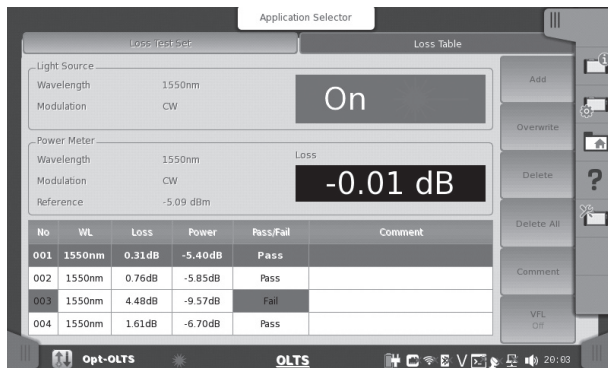 Application Selector
Loss Test Set
Loss Table
Light Source
Wavelength 1550nm
Modulation CW
On
Power Meter
Wavelength 1550nm
Modulation CW
Reference -5.09 dBm
Loss
-0.01 dB
No WL Loss Power Pass/Fail Comment
001 1550nm 0.31dB -5.40dB Pass
002 1550nm 0.76dB -5.85dB Pass
003 1550nm 4.48dB -9.57dB Fail
004 1550nm 1.61dB -6.70dB Pass
Add
Overwrite
Delete
Delete All
Comment
VFL
Off
?
Opt-OLTS
OLTS
V
20:03